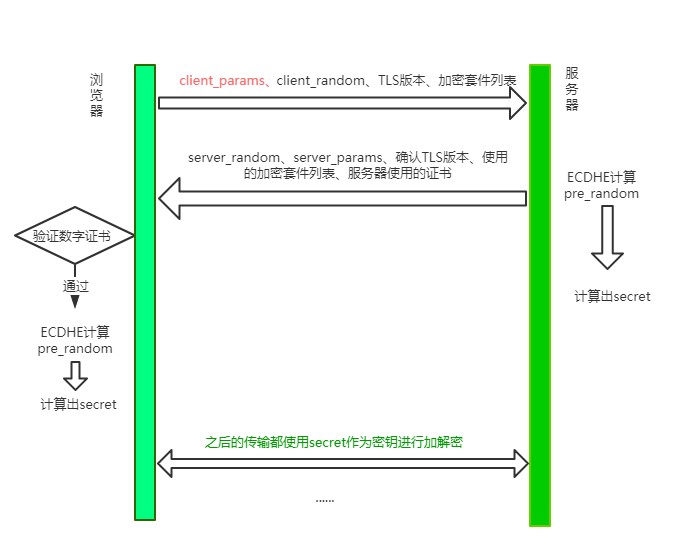 浏览器
服务器
client_params、client_random、TLS版本、加密套件列表
server_random、server_params、确认TLS版本、使用
的加密套件列表、服务器使用的证书
ECDHE计算
pre_random
计算出secret
验证数字证书
通过
ECDHE计算
pre_random
计算出secret
之后的传输都使用secret作为密钥进行加解密
......